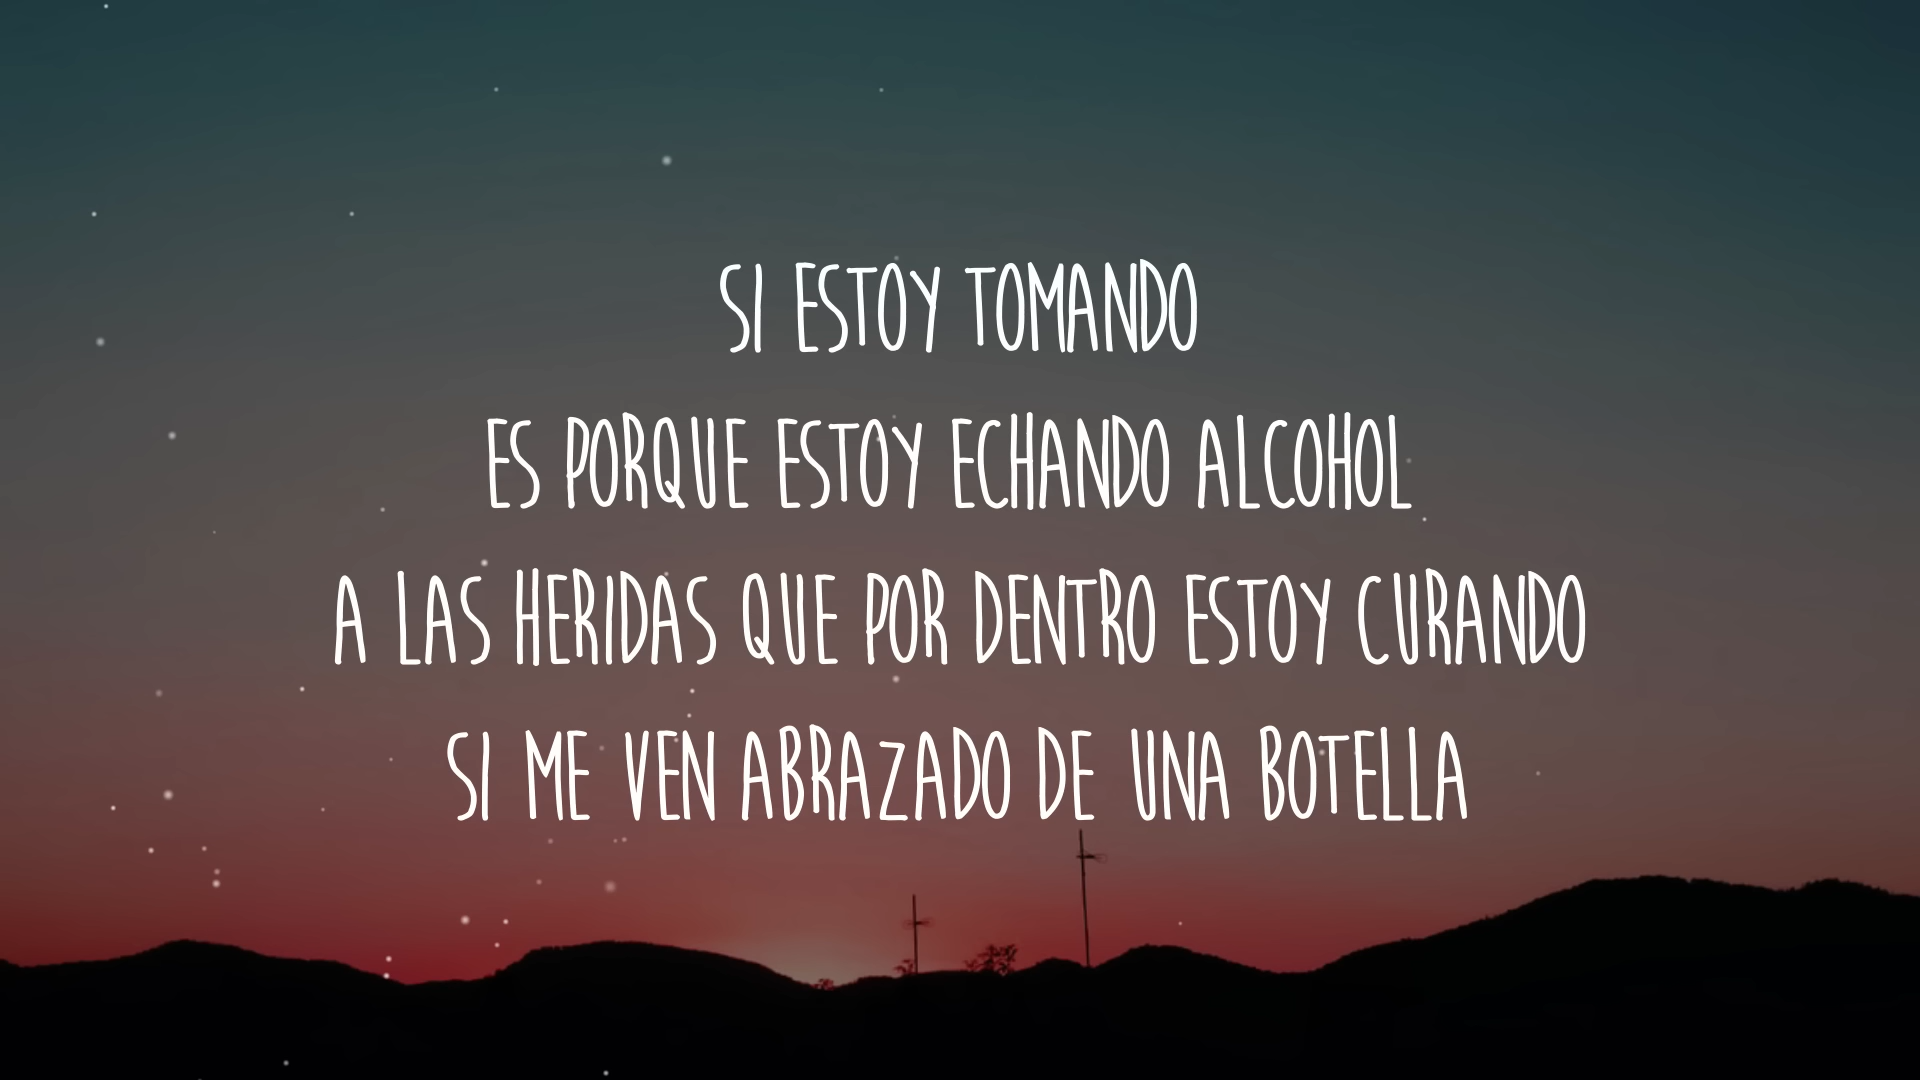 SI ESTOY TOMANDO
ES PORQUE ESTOY ECHANDO ALCOHOL
A LAS HERIDAS QUE POR DENTRO ESTOY CURANDO
SI ME VEN ABRAZADO DE UNA BOTELLA